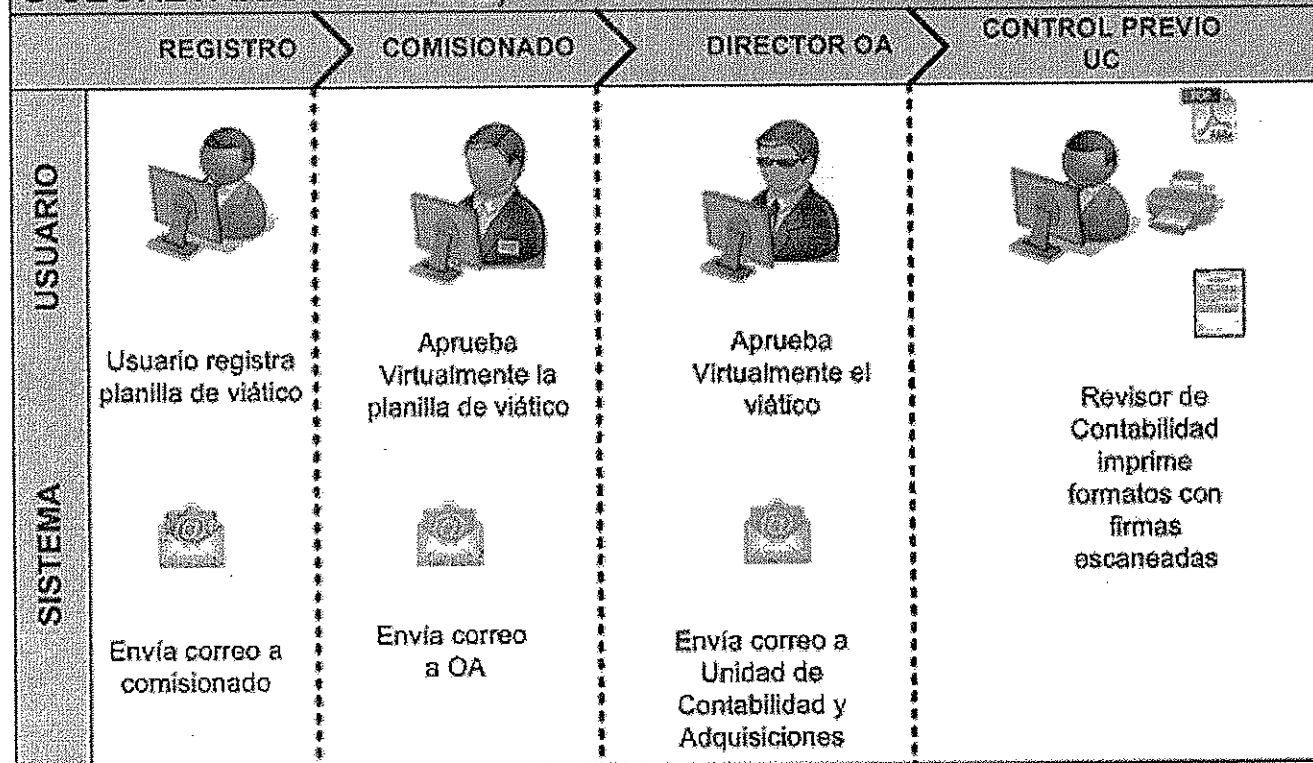 REGISTRO
COMISIONADO
DIRECTOR OA
CONTROL PREVIO
UC
USUARIO
Usuario registra
planilla de viático
Aprueba
Virtualmente la
planilla de viático
Aprueba
Virtualmente el
viático
Revisor de
Contabilidad
imprime
formatos con
firmas
escaneadas
SISTEMA
Envía correo a
comisionado
Envía correo
a OA
Envía correo a
Unidad de
Contabilidad y
Adquisiciones